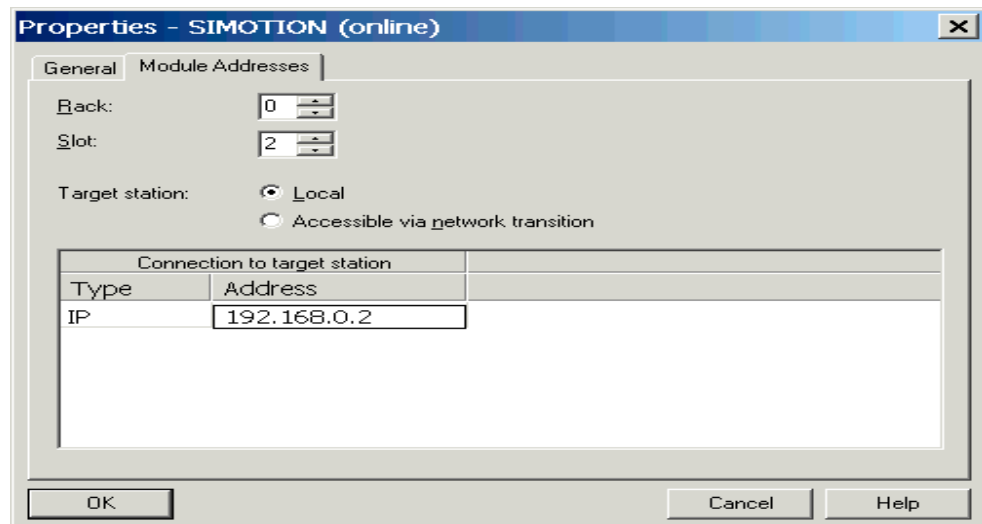 Properties - SIMOTION (online)
General Module Addresses
Rack: 0
Slot: 2
Target station: Local
Accessible via network transition
Connection to target station
Type Address
IP 192.168.0.2
OK Cancel Help